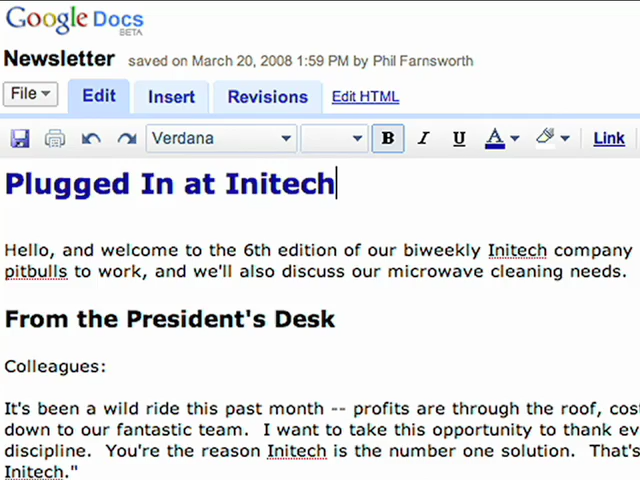 Google Docs
BETA
Newsletter saved on March 20, 2008 1:59 PM by Phil Farnsworth
File Edit Insert Revisions Edit HTML
Verdana B I U A Link
Plugged In at Initech
Hello, and welcome to the 6th edition of our biweekly Initech company
pitbulls to work, and we'll also discuss our microwave cleaning needs.
From the President's Desk
Colleagues:
It's been a wild ride this past month -- profits are through the roof, cost
down to our fantastic team.  I want to take this opportunity to thank ev
discipline.  You're the reason Initech is the number one solution.  That's
Initech."